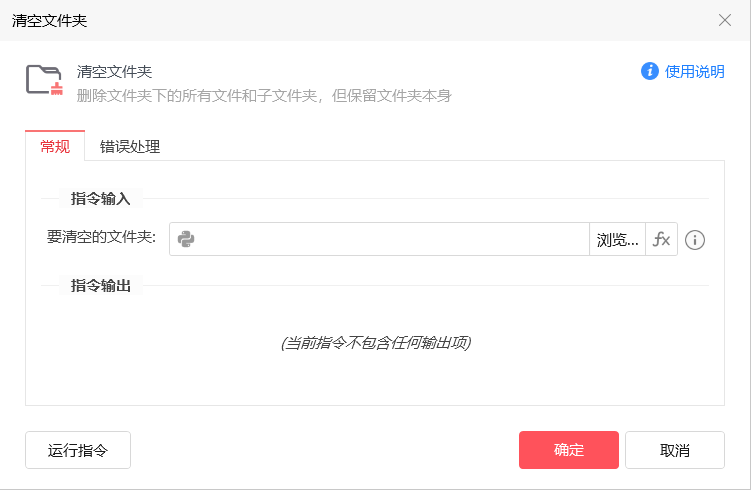 清空文件夹
清空文件夹
使用说明
删除文件夹下的所有文件和子文件夹，但保留文件夹本身
常规 错误处理
指令输入
要清空的文件夹: 浏览... fx
指令输出
(当前指令不包含任何输出项)
运行指令 确定 取消